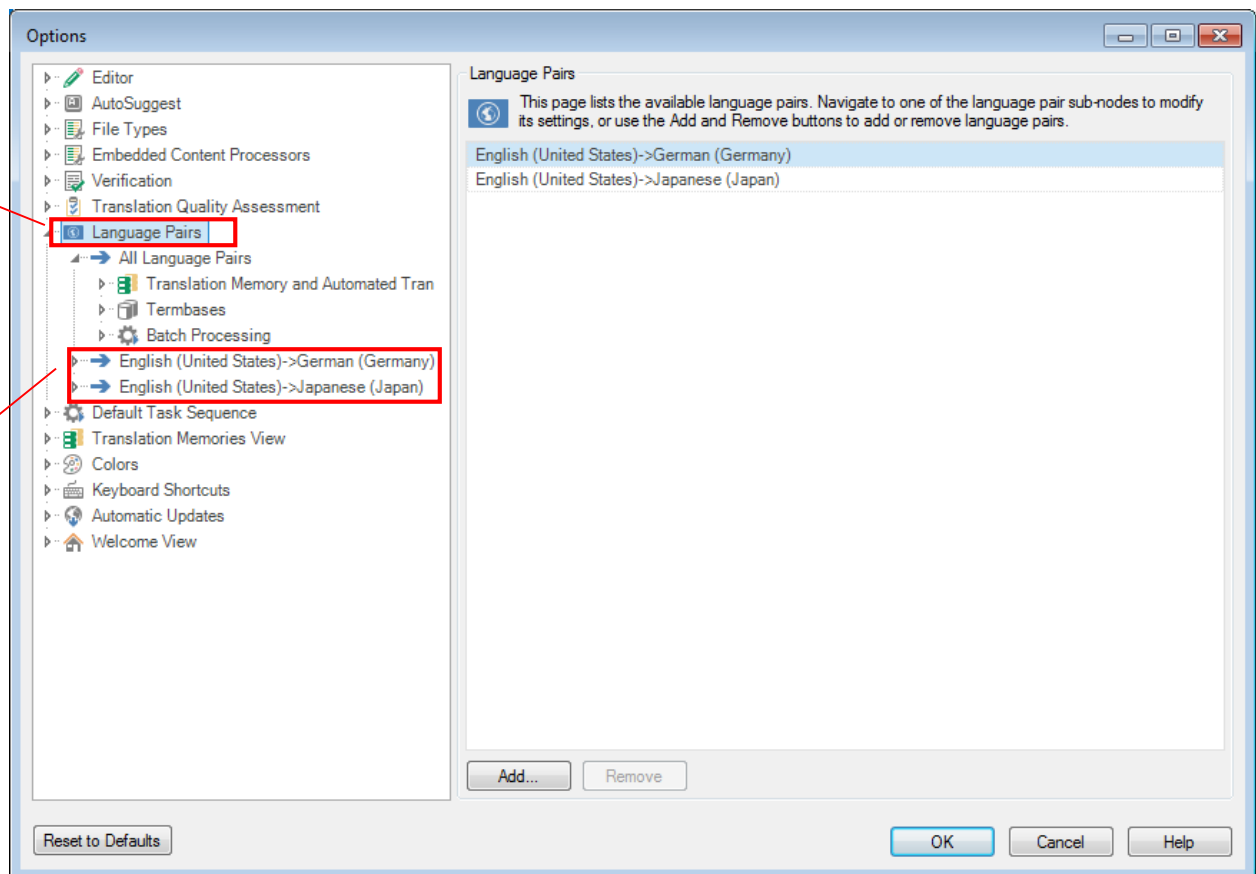 Options
Editor
AutoSuggest
File Types
Embedded Content Processors
Verification
Translation Quality Assessment
Language Pairs
All Language Pairs
Translation Memory and Automated Tran
Termbases
Batch Processing
English (United States)->German (Germany)
English (United States)->Japanese (Japan)
Default Task Sequence
Translation Memories View
Colors
Keyboard Shortcuts
Automatic Updates
Welcome View
Language Pairs
This page lists the available language pairs. Navigate to one of the language pair sub-nodes to modify
its settings, or use the Add and Remove buttons to add or remove language pairs.
English (United States)->German (Germany)
English (United States)->Japanese (Japan)
Add...
Remove
Reset to Defaults
OK
Cancel
Help